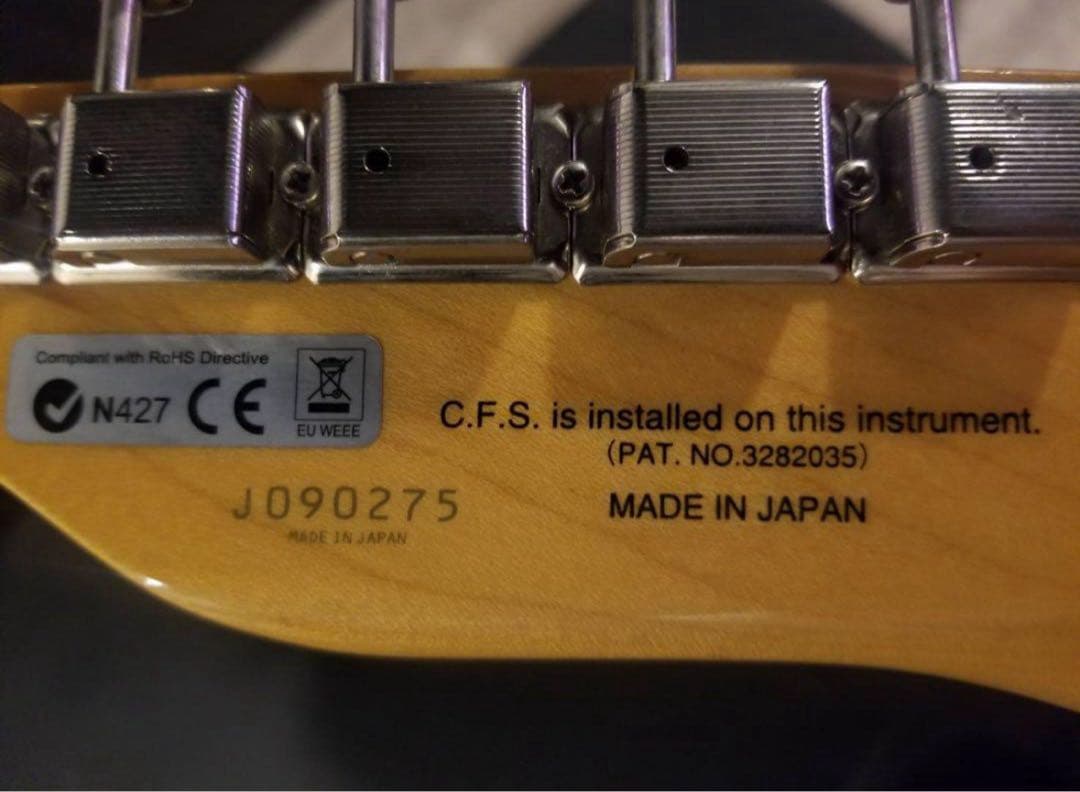 Compliant with RoHS Directive
N427 CE
EU WEEE
C.F.S. is installed on this instrument.
(PAT. NO.3282035)
MADE IN JAPAN
J090275
MADE IN JAPAN